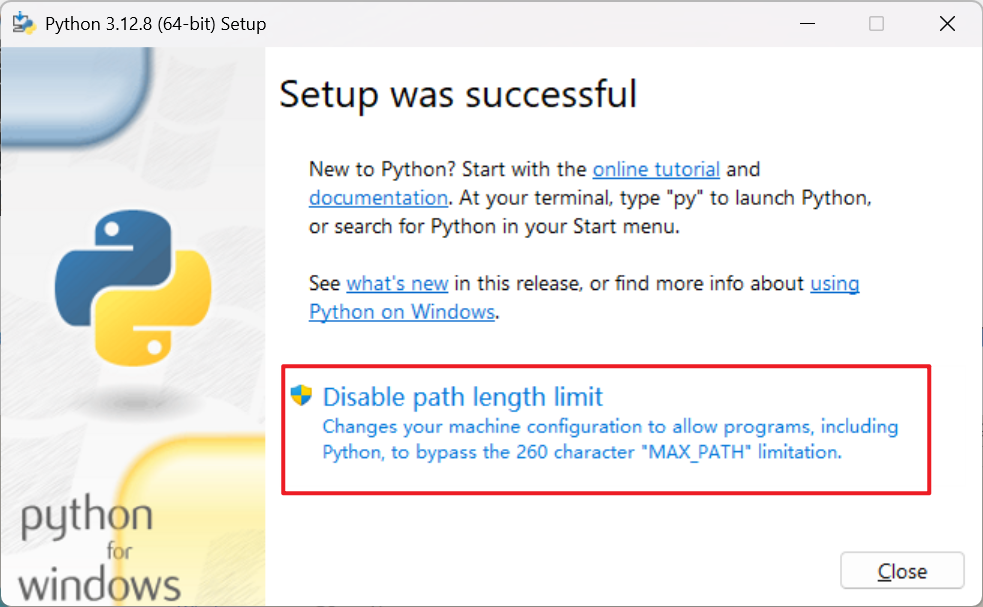 Python 3.12.8 (64-bit) Setup
Setup was successful
New to Python? Start with the online tutorial and
documentation. At your terminal, type "py" to launch Python,
or search for Python in your Start menu.
See what's new in this release, or find more info about using
Python on Windows.
Disable path length limit
Changes your machine configuration to allow programs, including
Python, to bypass the 260 character "MAX_PATH" limitation.
python
for
windows
Close